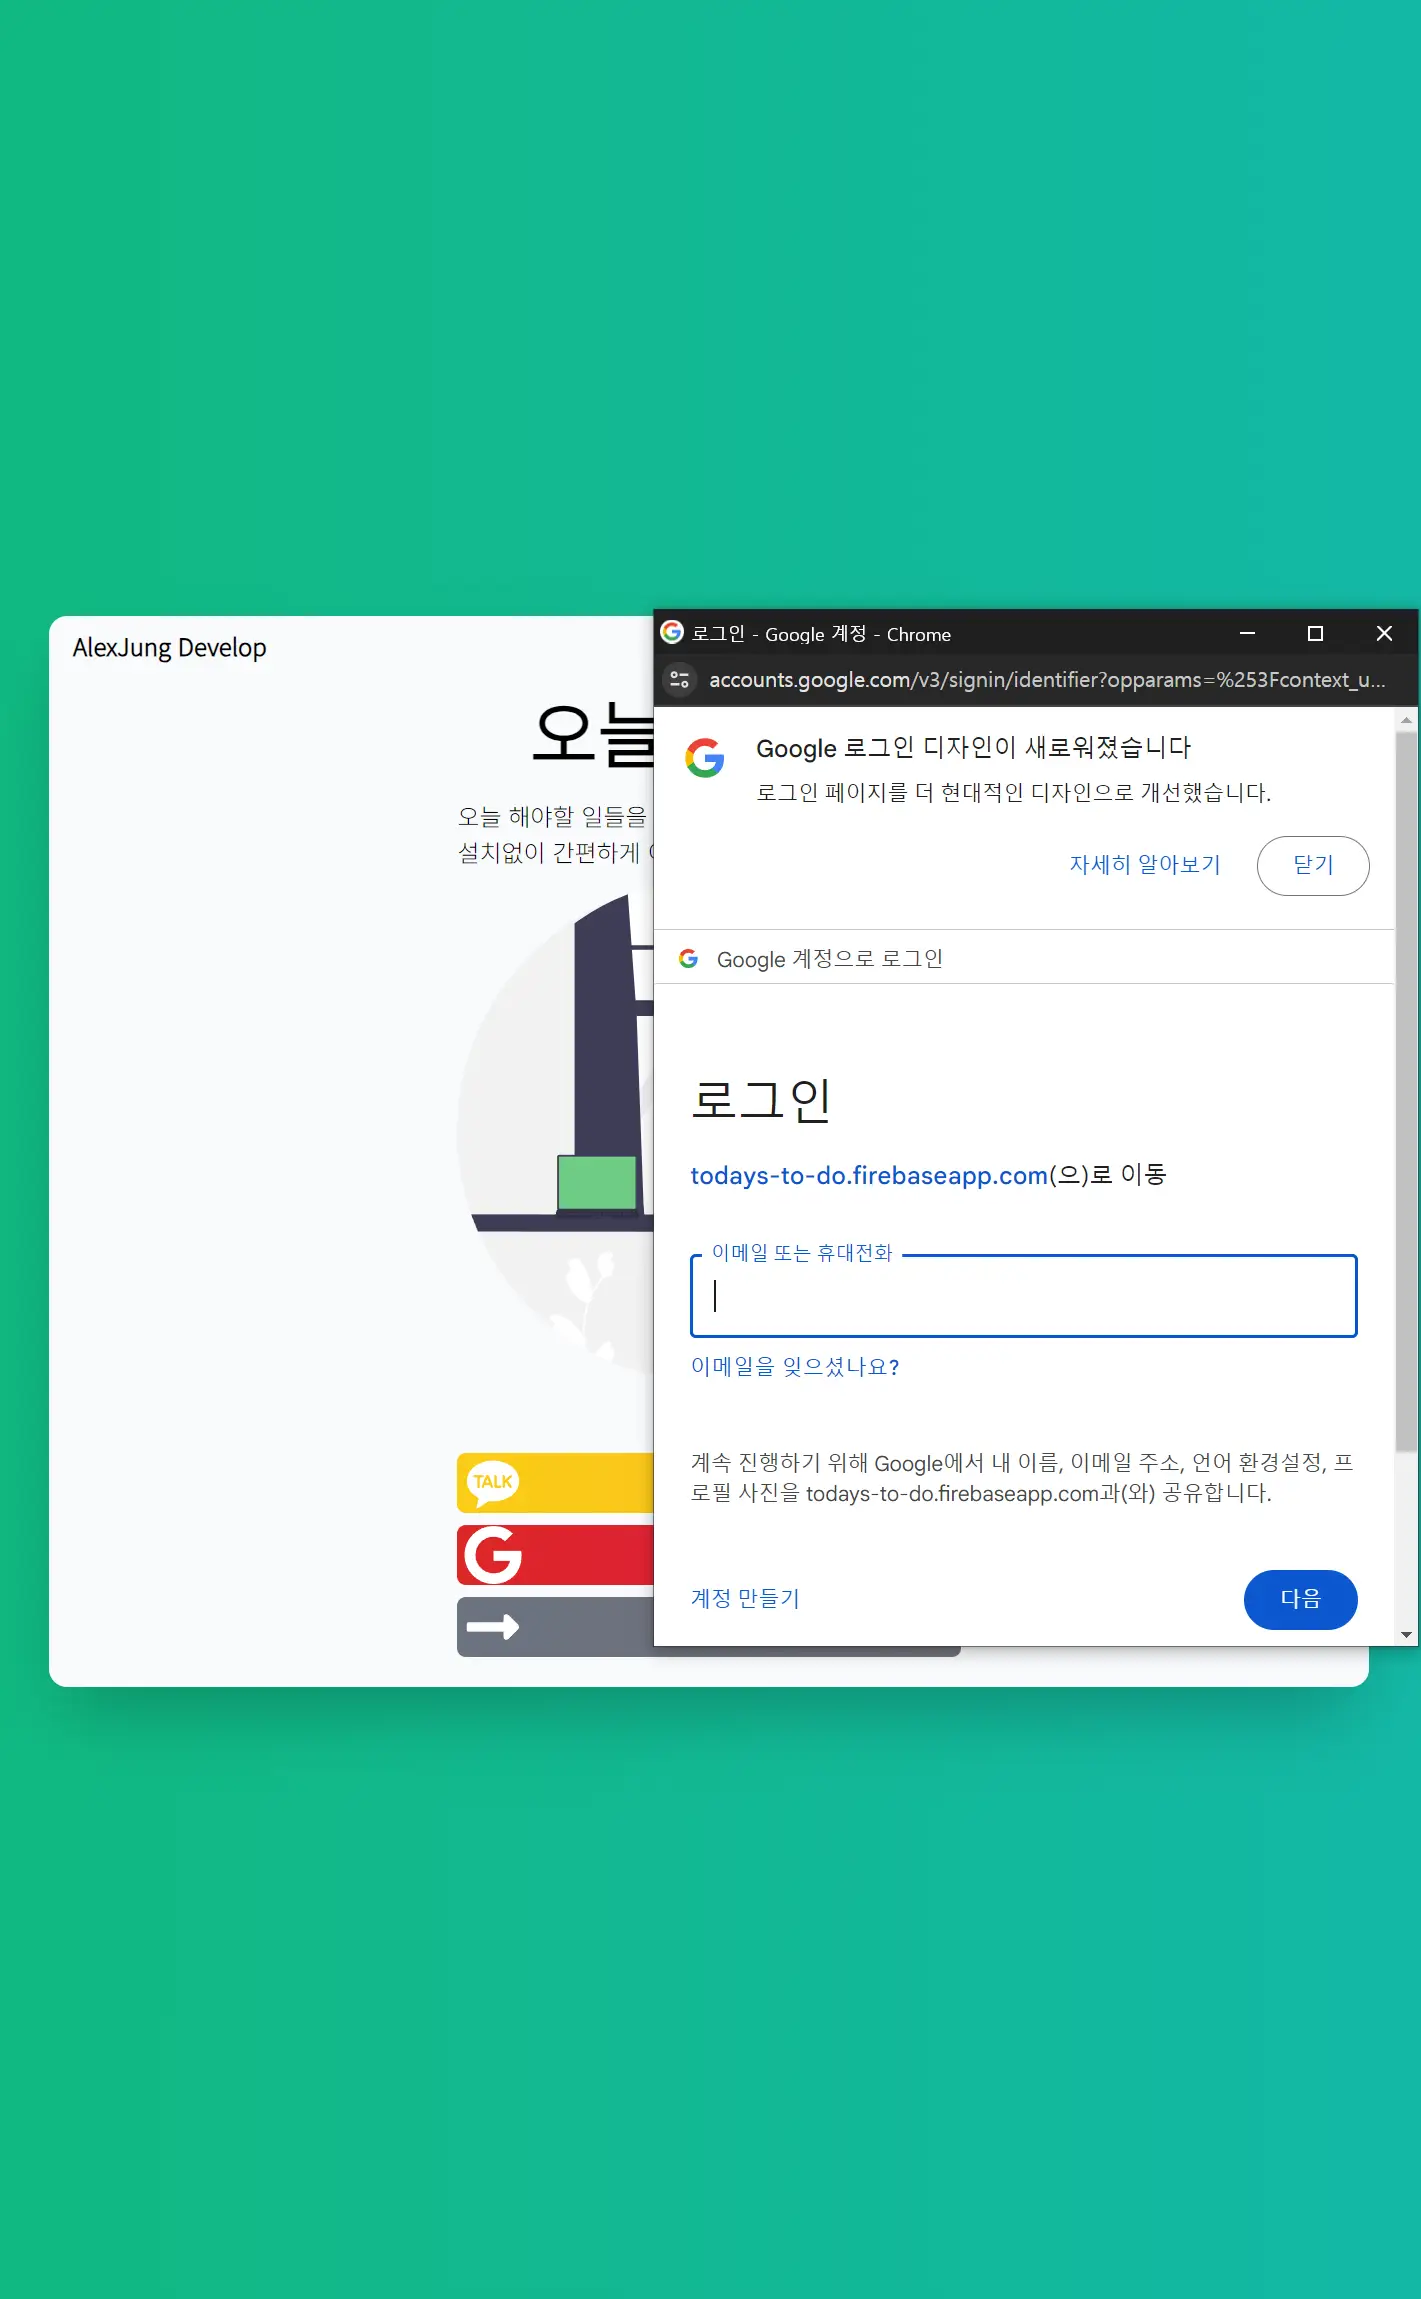 AlexJung Develop
오늘
오늘 해야할 일들을
설치없이 간편하게
TALK
로그인 - Google 계정 - Chrome
accounts.google.com/v3/signin/identifier?opparams=%253Fcontext_u...
Google 로그인 디자인이 새로워졌습니다
로그인 페이지를 더 현대적인 디자인으로 개선했습니다.
자세히 알아보기
닫기
Google 계정으로 로그인
로그인
todays-to-do.firebaseapp.com(으)로 이동
이메일 또는 휴대전화
이메일을 잊으셨나요?
계속 진행하기 위해 Google에서 내 이름, 이메일 주소, 언어 환경설정, 프
로필 사진을 todays-to-do.firebaseapp.com과(와) 공유합니다.
계정 만들기
다음